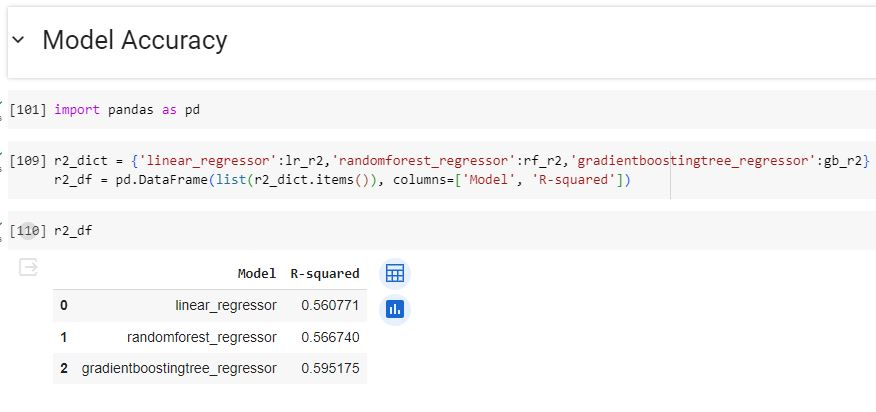 Model Accuracy
[101] import pandas as pd
[109] r2_dict = {'linear_regressor':lr_r2,'randomforest_regressor':rf_r2,'gradientboostingtree_regressor':gb_r2}
r2_df = pd.DataFrame(list(r2_dict.items()), columns=['Model', 'R-squared'])
[110] r2_df
Model R-squared
0 linear_regressor 0.560771
1 randomforest_regressor 0.566740
2 gradientboostingtree_regressor 0.595175